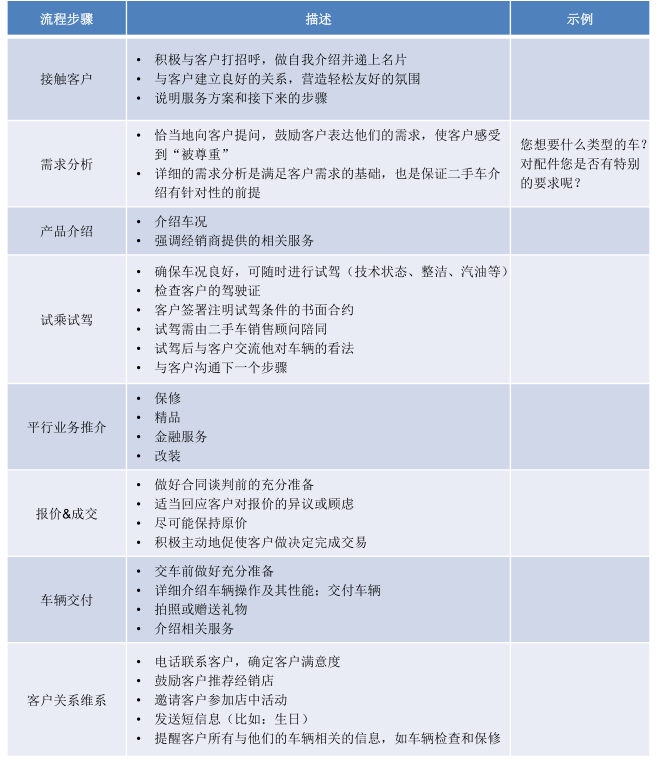 流程步骤 描述 示例
接触客户
• 积极与客户打招呼，做自我介绍并递上名片
• 与客户建立良好的关系，营造轻松友好的氛围
• 说明服务方案和接下来的步骤
需求分析
• 恰当地向客户提问，鼓励客户表达他们的需求，使客户感受
到“被尊重”
• 详细的需求分析是满足客户需求的基础，也是保证二手车介
绍有针对性的前提
您想要什么类型的车？
对配件您是否有特别
的要求呢？
产品介绍
• 介绍车况
• 强调经销商提供的相关服务
试乘试驾
• 确保车况良好，可随时进行试驾（技术状态、整洁、汽油等）
• 检查客户的驾驶证
• 客户签署注明试驾条件的书面合约
• 试驾需由二手车销售顾问陪同
• 试驾后与客户交流他对车辆的看法
• 与客户沟通下一个步骤
平行业务推介
• 保修
• 精品
• 金融服务
• 改装
报价&成交
• 做好合同谈判前的充分准备
• 适当回应客户对报价的异议或顾虑
• 尽可能保持原价
• 积极主动地促使客户做决定完成交易
车辆交付
• 交车前做好充分准备
• 详细介绍车辆操作及其性能；交付车辆
• 拍照或赠送礼物
• 介绍相关服务
客户关系维系
• 电话联系客户，确定客户满意度
• 鼓励客户推荐经销店
• 邀请客户参加店中活动
• 发送短信息（比如：生日）
• 提醒客户所有与他们的车辆相关的信息，如车辆检查和保修